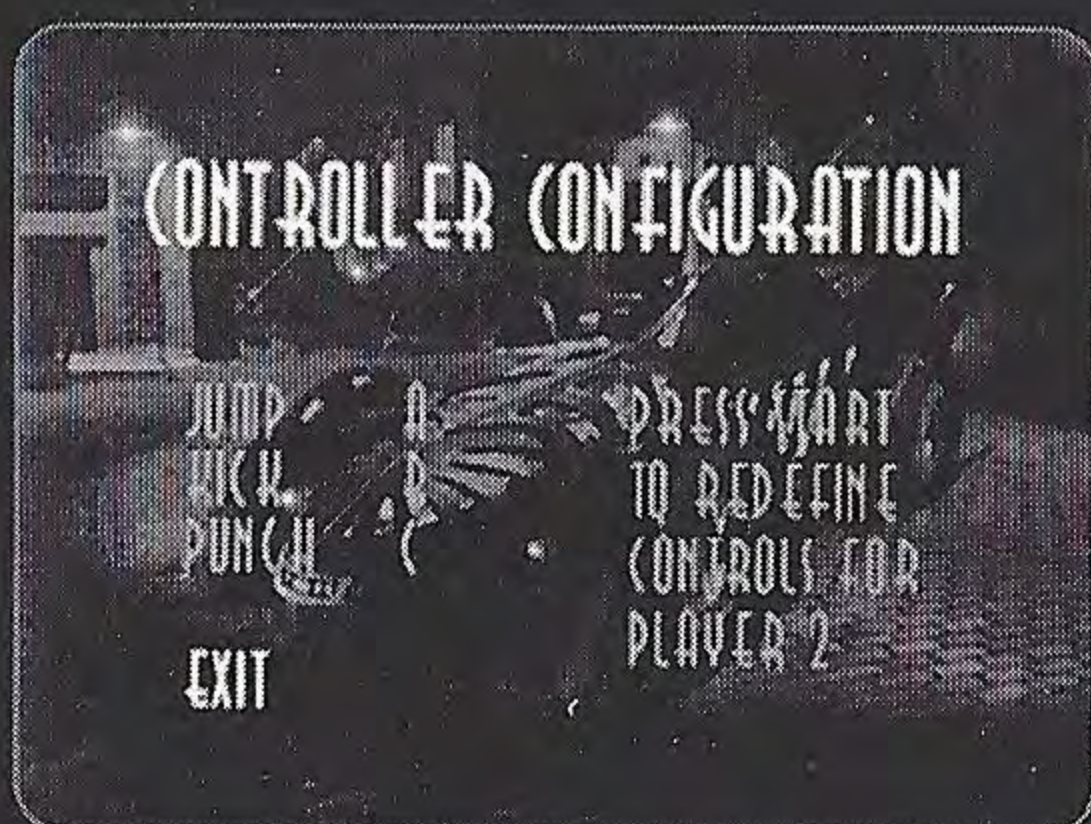 CONTROLLER CONFIGURATION
JUMP A
KICK B
PUNCH C
EXIT
PRESS START
TO REDEFINE
CONTROLS FOR
PLAYER 2